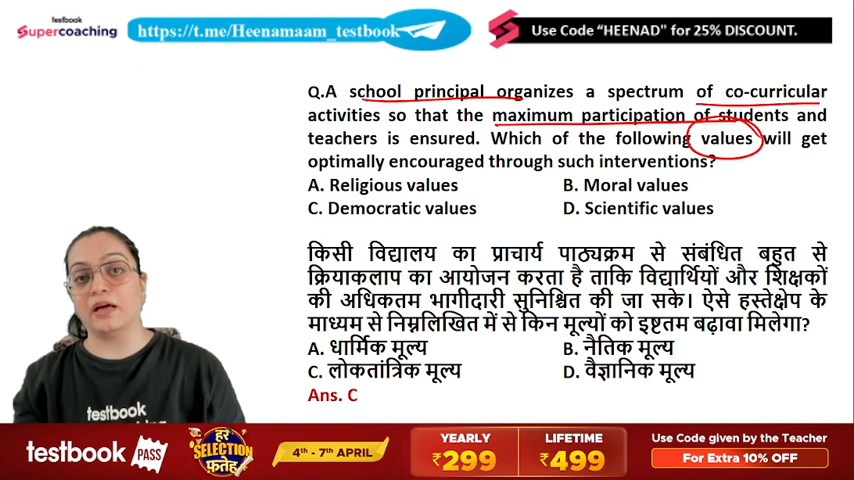 testbook
Supercoaching
https://t.me/Heenamaam_testbook
Use Code "HEENAD" for 25% DISCOUNT.
Q.A school principal organizes a spectrum of co-curricular
activities so that the maximum participation of students and
teachers is ensured. Which of the following values will get
optimally encouraged through such interventions?
A. Religious values B. Moral values
C. Democratic values D. Scientific values
किसी विद्यालय का प्राचार्य पाठ्यक्रम से संबंधित बहुत से
क्रियाकलाप का आयोजन करता है ताकि विद्यार्थियों और शिक्षकों
की अधिकतम भागीदारी सुनिश्चित की जा सके। ऐसे हस्तेक्षेप के
माध्यम से निम्नलिखित में से किन मूल्यों को इष्टतम बढ़ावा मिलेगा?
A. धार्मिक मूल्य B. नैतिक मूल्य
C. लोकतांत्रिक मूल्य D. वैज्ञानिक मूल्य
Ans. C
testbook
testbook PASS
हर SELECTION फतेह
4th - 7th APRIL
YEARLY
₹299
LIFETIME
₹499
Use Code given by the Teacher
For Extra 10% OFF